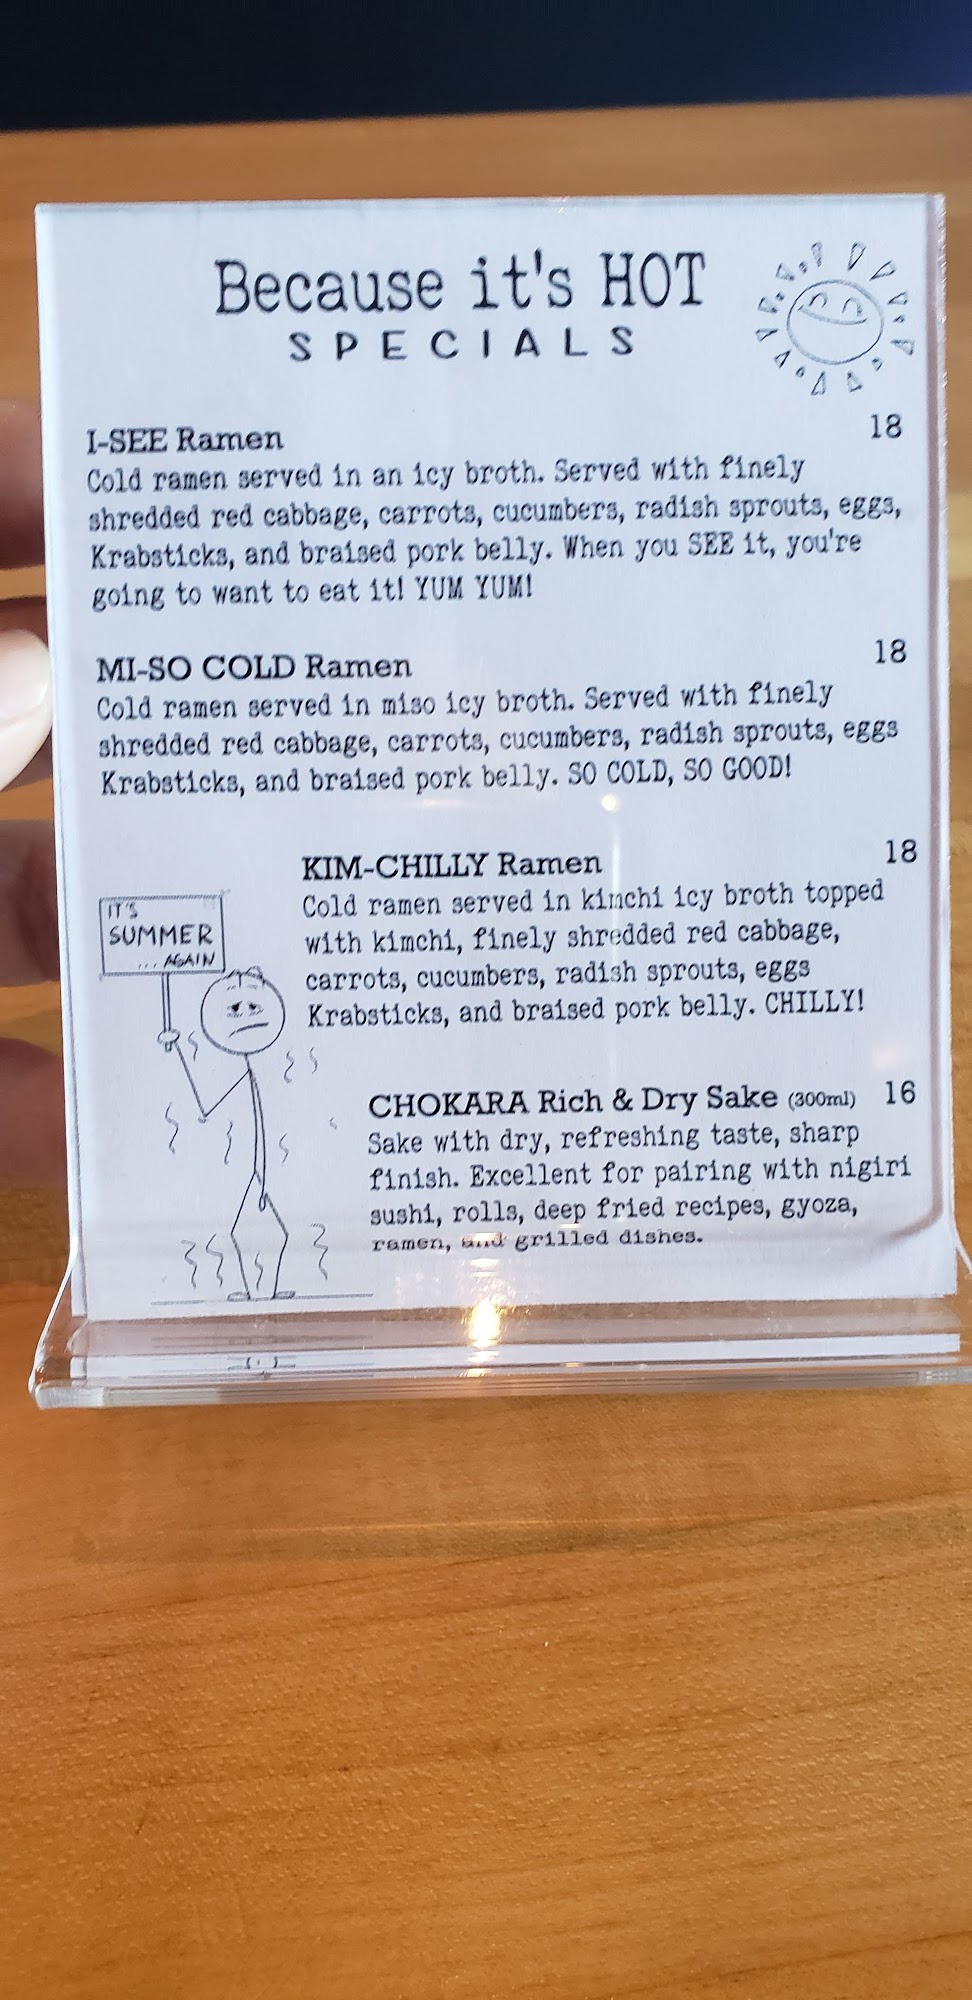 Because it's HOT
SPECIALS
I-SEE Ramen 18
Cold ramen served in an icy broth. Served with finely
shredded red cabbage, carrots, cucumbers, radish sprouts, eggs,
Krabsticks, and braised pork belly. When you SEE it, you're
going to want to eat it! YUM YUM!
MI-SO COLD Ramen 18
Cold ramen served in miso icy broth. Served with finely
shredded red cabbage, carrots, cucumbers, radish sprouts, eggs
Krabsticks, and braised pork belly. SO COLD, SO GOOD!
KIM-CHILLY Ramen 18
Cold ramen served in kimchi icy broth topped
with kimchi, finely shredded red cabbage,
carrots, cucumbers, radish sprouts, eggs
Krabsticks, and braised pork belly. CHILLY!
IT'S
SUMMER
... AGAIN
CHOKARA Rich & Dry Sake (300ml) 16
Sake with dry, refreshing taste, sharp
finish. Excellent for pairing with nigiri
sushi, rolls, deep fried recipes, gyoza,
ramen, and grilled dishes.